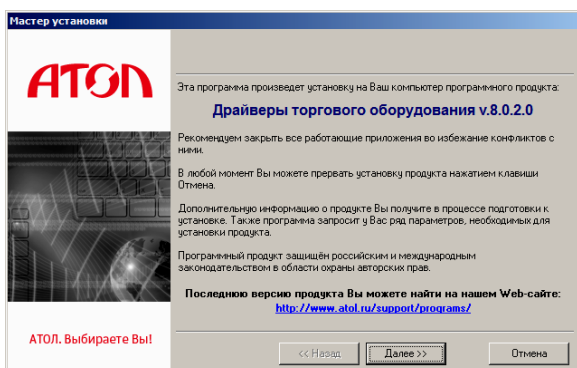 Мастер установки
АТОЛ
Эта программа произведет установку на Ваш компьютер программного продукта:
Драйверы торгового оборудования v.8.0.2.0
Рекомендуем закрыть все работающие приложения во избежание конфликтов с
ними.
В любой момент Вы можете прервать установку продукта нажатием клавиши
Отмена.
Дополнительную информацию о продукте Вы получите в процессе подготовки к
установке. Также программа запросит у Вас ряд параметров, необходимых для
установки продукта.
Программный продукт защищён российским и международным
законодательством в области охраны авторских прав.
Последнюю версию продукта Вы можете найти на нашем Web-сайте:
http://www.atol.ru/support/programs/
АТОЛ. Выбираете Вы!
<< Назад
Далее >>
Отмена